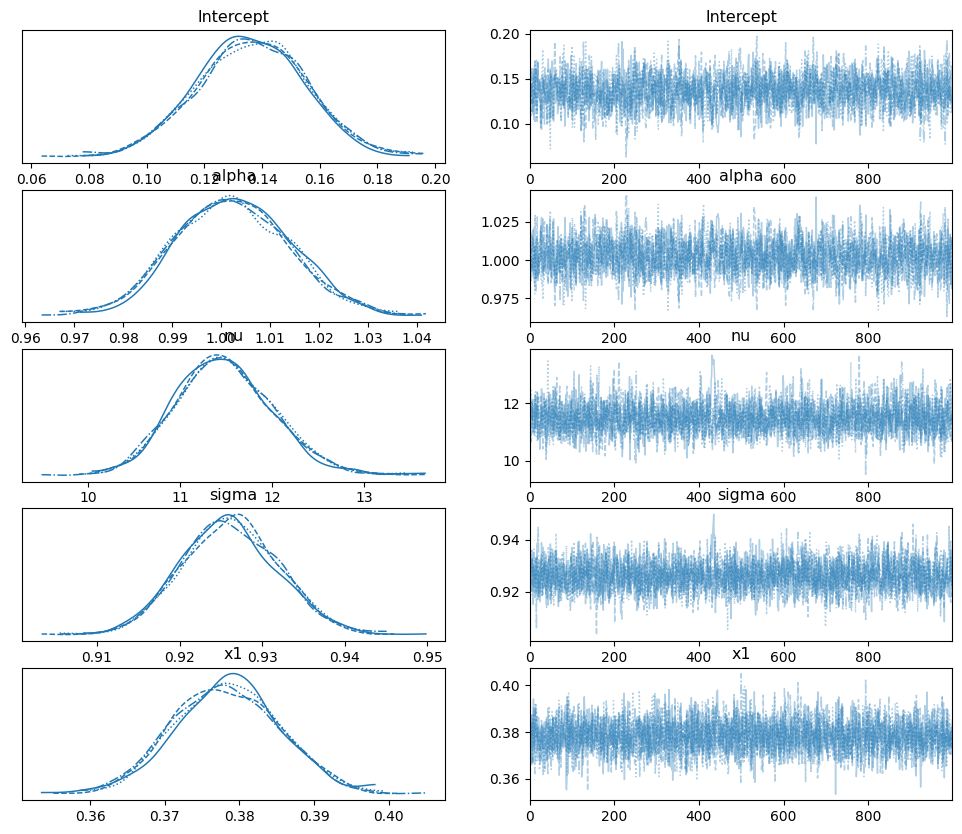 Intercept
Intercept
0.20
0.15
0.10
0.06 0.08 0.10 0.12 0.14 0.16 0.18 0.20
0 200 400 600 800
alpha
alpha
1.025
1.000
0.975
0.96 0.97 0.98 0.99 1.00 1.01 1.02 1.03 1.04
0 200 400 600 800
nu
nu
12
10
10 11 12 13
0 200 400 600 800
sigma
sigma
0.94
0.92
0.91 0.92 0.93 0.94 0.95
0 200 400 600 800
x1
x1
0.40
0.38
0.36
0.36 0.37 0.38 0.39 0.40
0 200 400 600 800